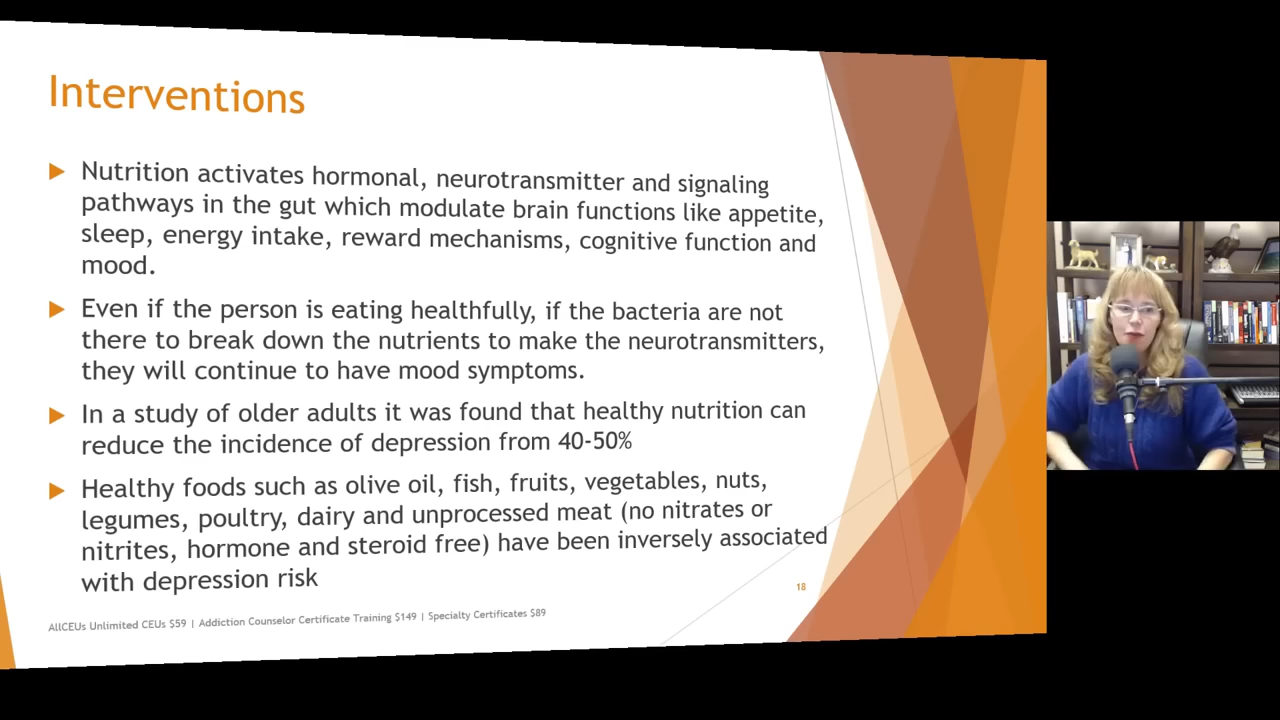 Interventions
Nutrition activates hormonal, neurotransmitter and signaling
pathways in the gut which modulate brain functions like appetite,
sleep, energy intake, reward mechanisms, cognitive function and
mood.
Even if the person is eating healthfully, if the bacteria are not
there to break down the nutrients to make the neurotransmitters,
they will continue to have mood symptoms.
In a study of older adults it was found that healthy nutrition can
reduce the incidence of depression from 40-50%
Healthy foods such as olive oil, fish, fruits, vegetables, nuts,
legumes, poultry, dairy and unprocessed meat (no nitrates or
nitrites, hormone and steroid free) have been inversely associated
with depression risk
18
AllCEUs Unlimited CEUs $59 | Addiction Counselor Certificate Training $149 | Specialty Certificates $89